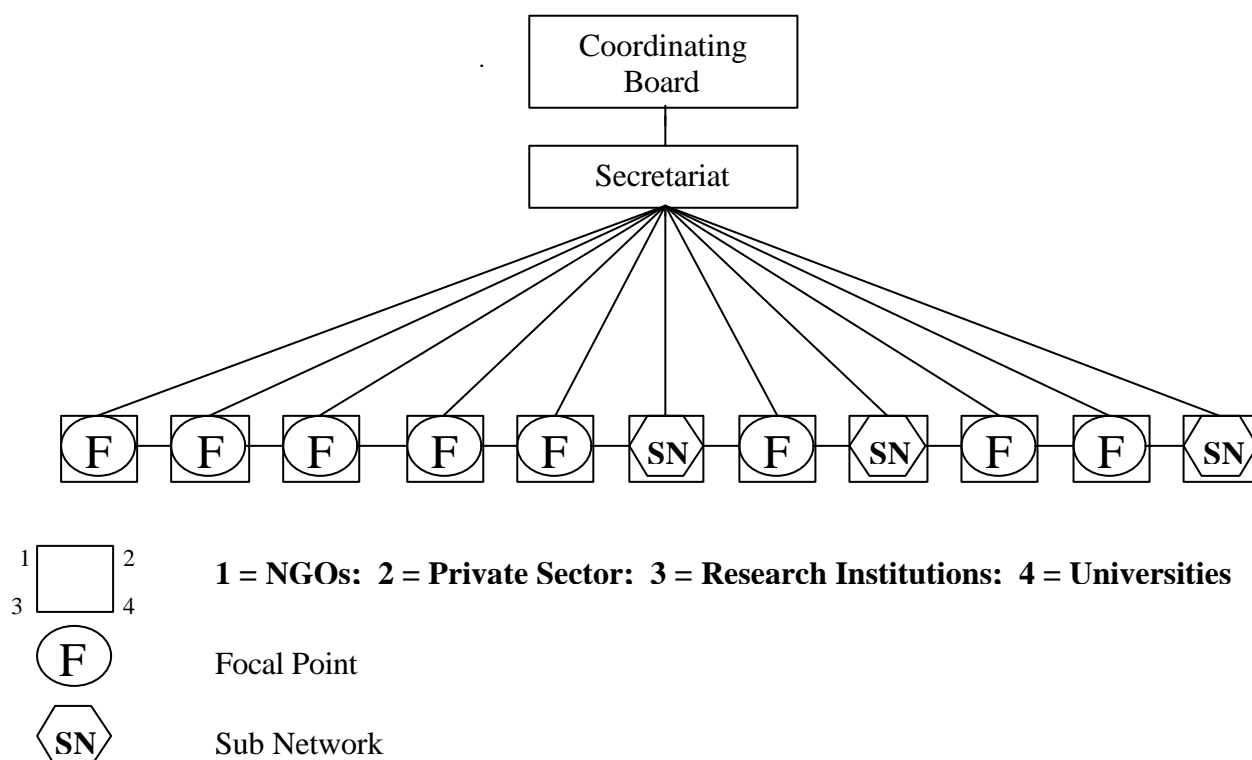 Coordinating
Board
Secretariat
F F F F F SN F SN F F SN
1 2
1 = NGOs: 2 = Private Sector: 3 = Research Institutions: 4 = Universities
3 4
F Focal Point
SN Sub Network